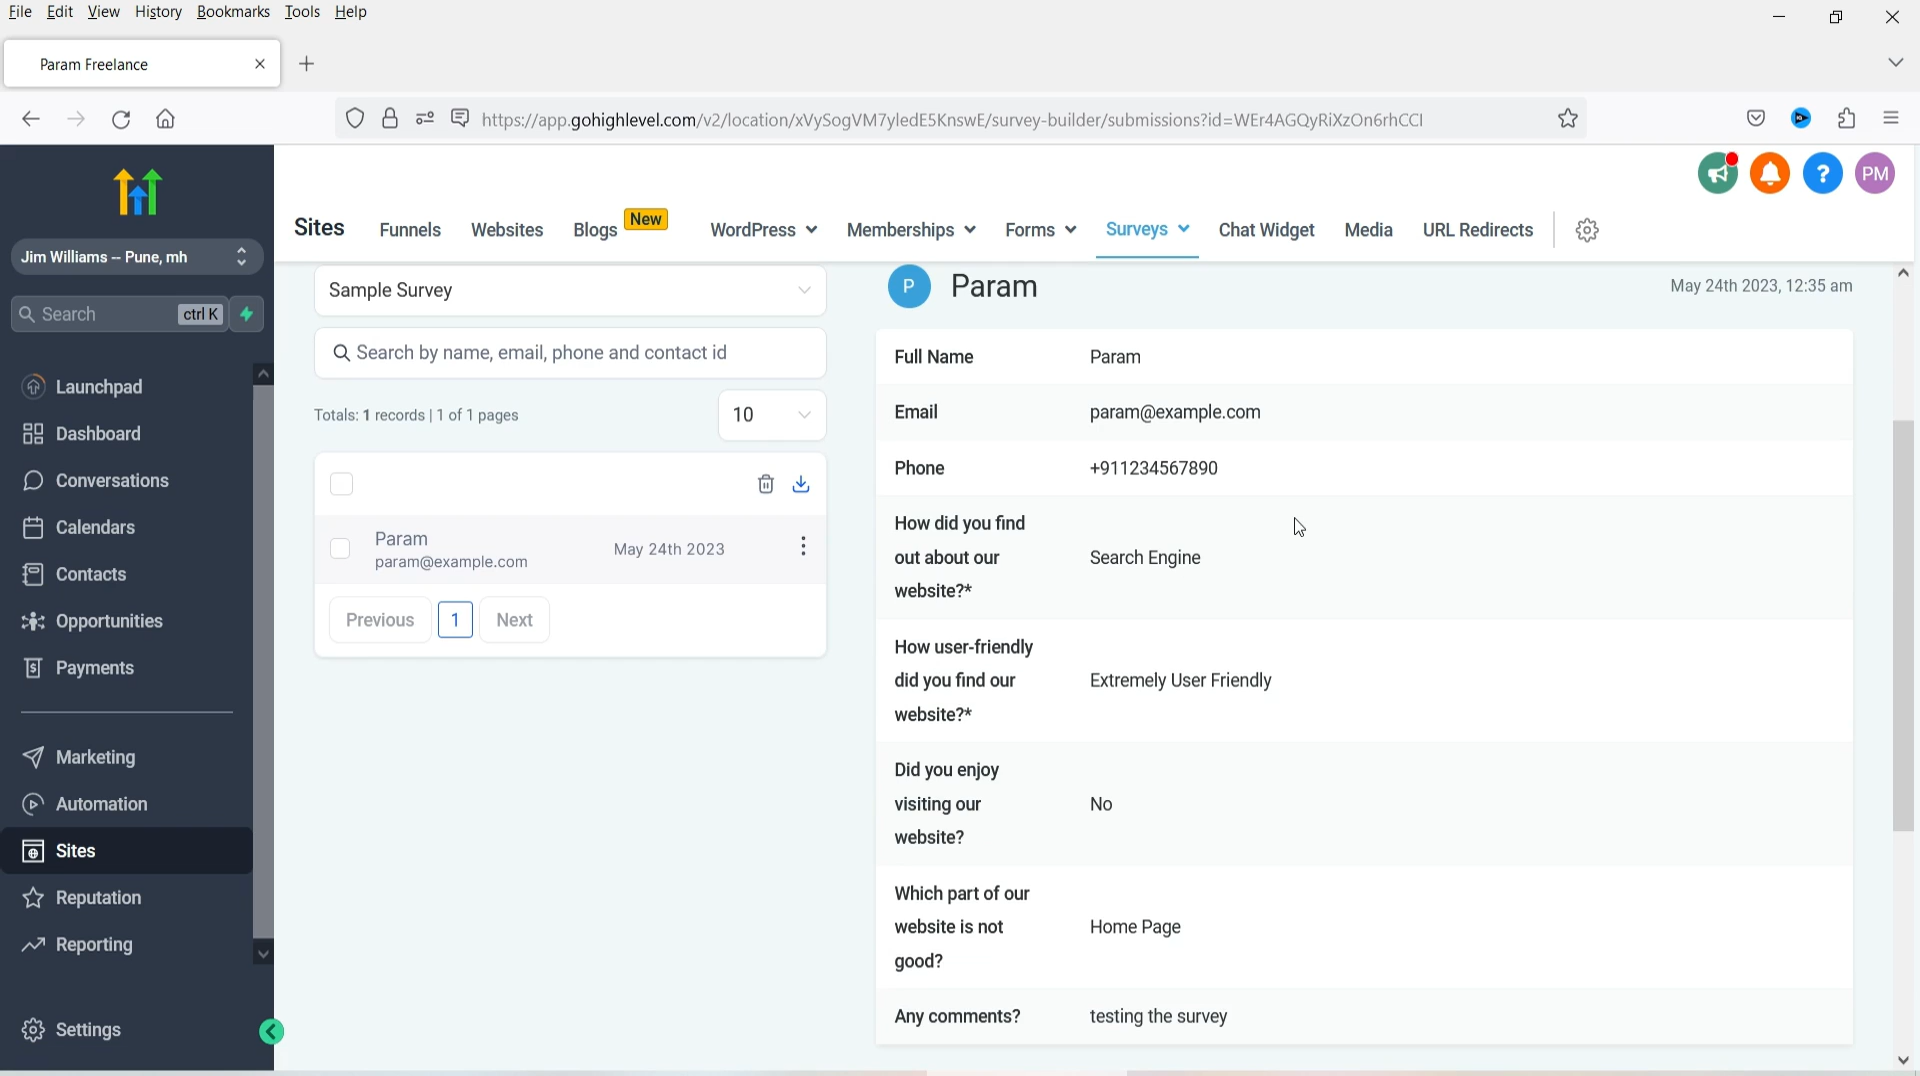 File Edit View History Bookmarks Tools Help
Param Freelance
https://app.gohighlevel.com/v2/location/xVySogVM7yledE5KnswE/survey-builder/submissions?id=WEr4AGQyRiXzOn6rhCCI
PM
Jim Williams -- Pune, mh
Search ctrl K
Launchpad
Dashboard
Conversations
Calendars
Contacts
Opportunities
Payments
Marketing
Automation
Sites
Reputation
Reporting
Settings
Sites Funnels Websites Blogs New WordPress Memberships Forms Surveys Chat Widget Media URL Redirects
Sample Survey
Search by name, email, phone and contact id
Totals: 1 records | 1 of 1 pages 10
Param
param@example.com
May 24th 2023
Previous 1 Next
P Param May 24th 2023, 12:35 am
Full Name Param
Email param@example.com
Phone +911234567890
How did you find
out about our
website?*
Search Engine
How user-friendly
did you find our
website?*
Extremely User Friendly
Did you enjoy
visiting our
website?
No
Which part of our
website is not
good?
Home Page
Any comments? testing the survey